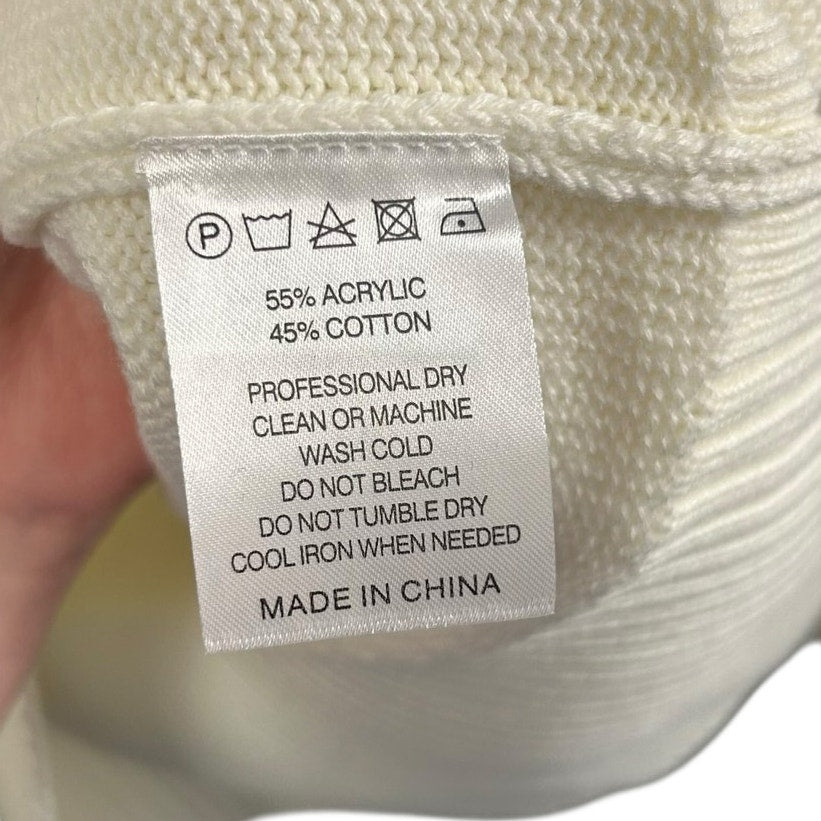 P
55% ACRYLIC
45% COTTON
PROFESSIONAL DRY
CLEAN OR MACHINE
WASH COLD
DO NOT BLEACH
DO NOT TUMBLE DRY
COOL IRON WHEN NEEDED
MADE IN CHINA